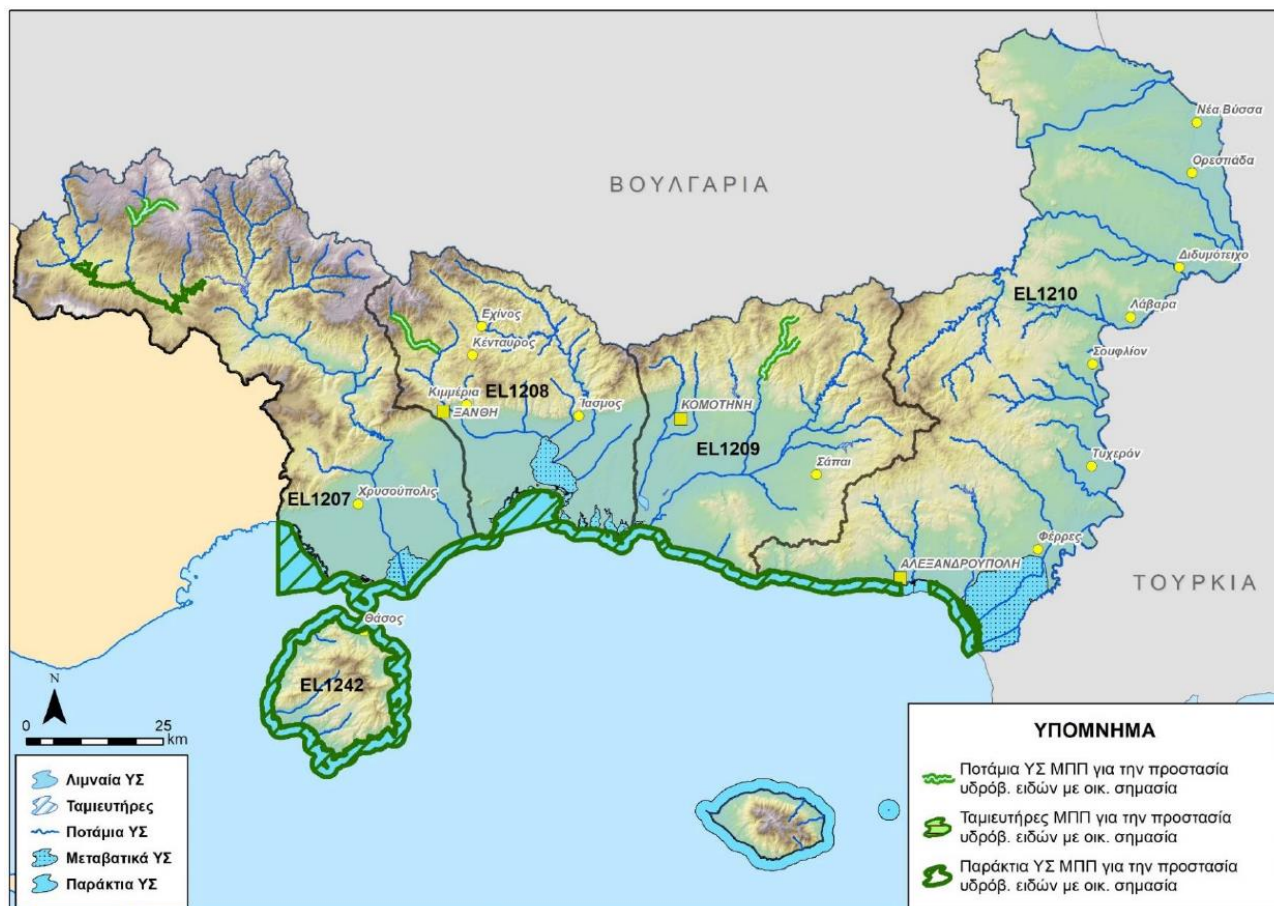 ΒΟΥΛΓΑΡΙΑ
Νέα Βύσσα
Ορεστιάδα
Διδυμότειχο
EL1210
Λάβαρα
Εχίνος
Σουφλίον
Κένταυρος
EL1208
Κιμμέρια
ΞΑΝΘΗ
Ίασμος
ΚΟΜΟΤΗΝΗ
EL1209
Τυχερόν
Σάπαι
EL1207
Χρυσούπολις
Φέρρες
ΑΛΕΞΑΝΔΡΟΥΠΟΛΗ
ΤΟΥΡΚΙΑ
Θάσος
EL1242
N
0 25
km
Λιμναία ΥΣ
Ταμιευτήρες
Ποτάμια ΥΣ
Μεταβατικά ΥΣ
Παράκτια ΥΣ
ΥΠΟΜΝΗΜΑ
Ποτάμια ΥΣ ΜΠΠ για την προστασία
υδρόβ. ειδών με οικ. σημασία
Ταμιευτήρες ΜΠΠ για την προστασία
υδρόβ. ειδών με οικ. σημασία
Παράκτια ΥΣ ΜΠΠ για την προστασία
υδρόβ. ειδών με οικ. σημασία